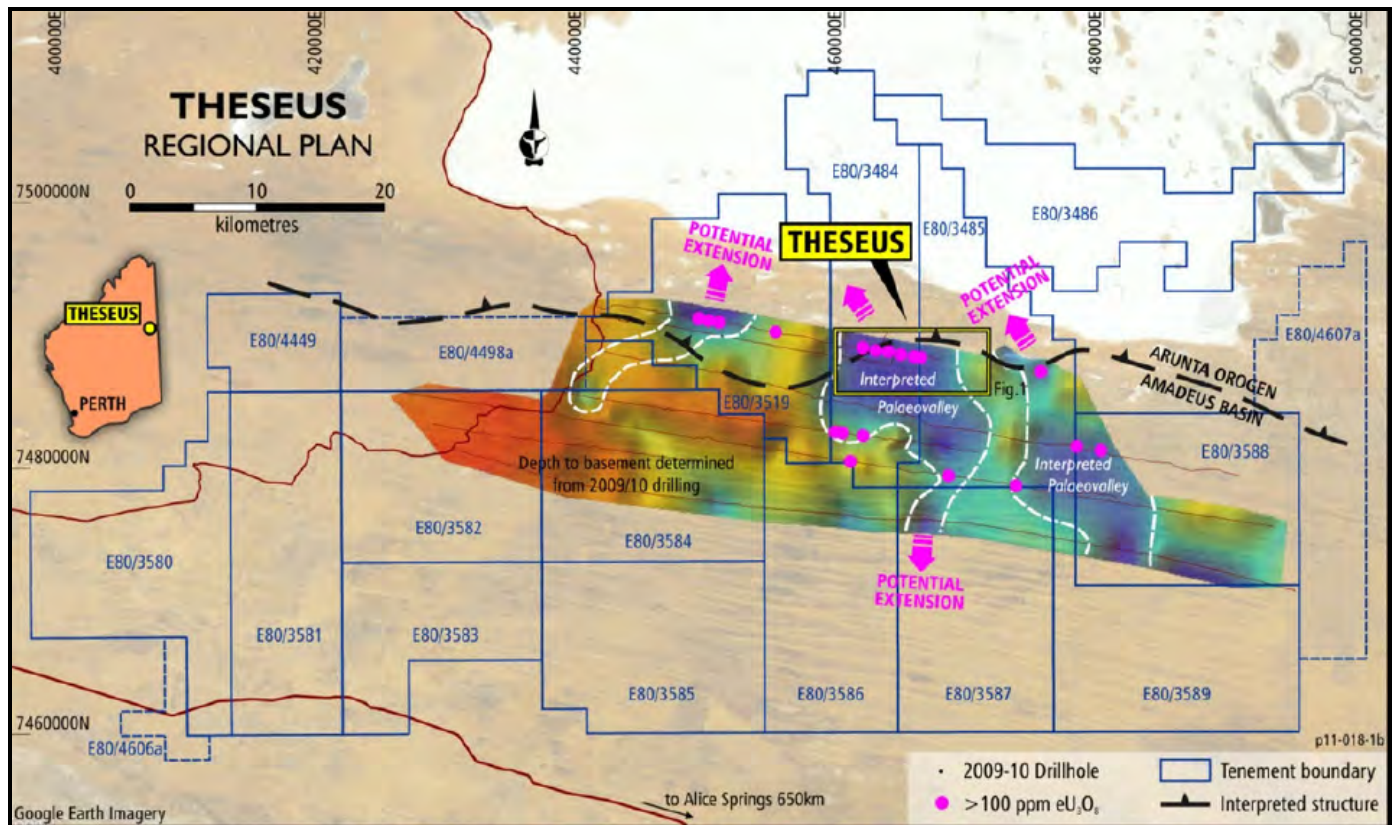 400000E
420000E
440000E
460000E
480000E
500000E
THESEUS
REGIONAL PLAN
0 10 20
kilometres
7500000N
7480000N
7460000N
THESEUS
PERTH
E80/3484
E80/3485
E80/3486
POTENTIAL
EXTENSION
THESEUS
POTENTIAL
EXTENSION
E80/4449
E80/4498a
E80/4607a
ARUNTA OROGEN
AMADEUS BASIN
Interpreted
Palaeovalley
Fig.1
E80/3519
E80/3588
Depth to basement determined
from 2009/10 drilling
Interpreted
Palaeovalley
E80/3580
E80/3582
E80/3584
POTENTIAL
EXTENSION
E80/3581
E80/3583
E80/3585
E80/3586
E80/3587
E80/3589
E80/4606a
p11-018-1b
2009-10 Drillhole
>100 ppm eU₃O₈
Tenement boundary
Interpreted structure
to Alice Springs 650km
Google Earth Imagery